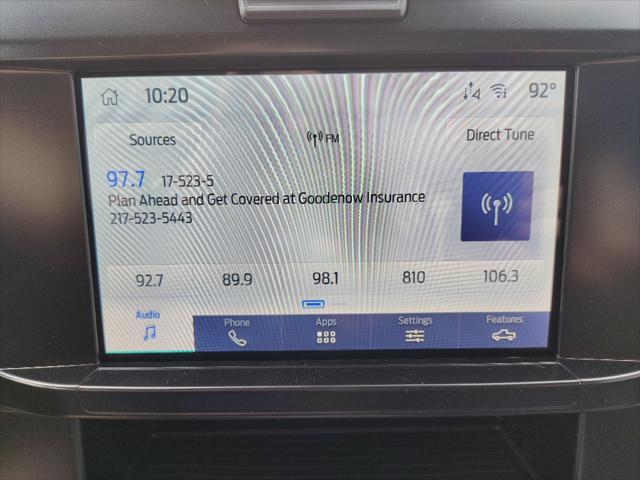 10:20
92°
Sources
FM
Direct Tune
97.7 17-523-5
Plan Ahead and Get Covered at Goodenow Insurance
217-523-5443
92.7 89.9 98.1 810 106.3
Audio Phone Apps Settings Features